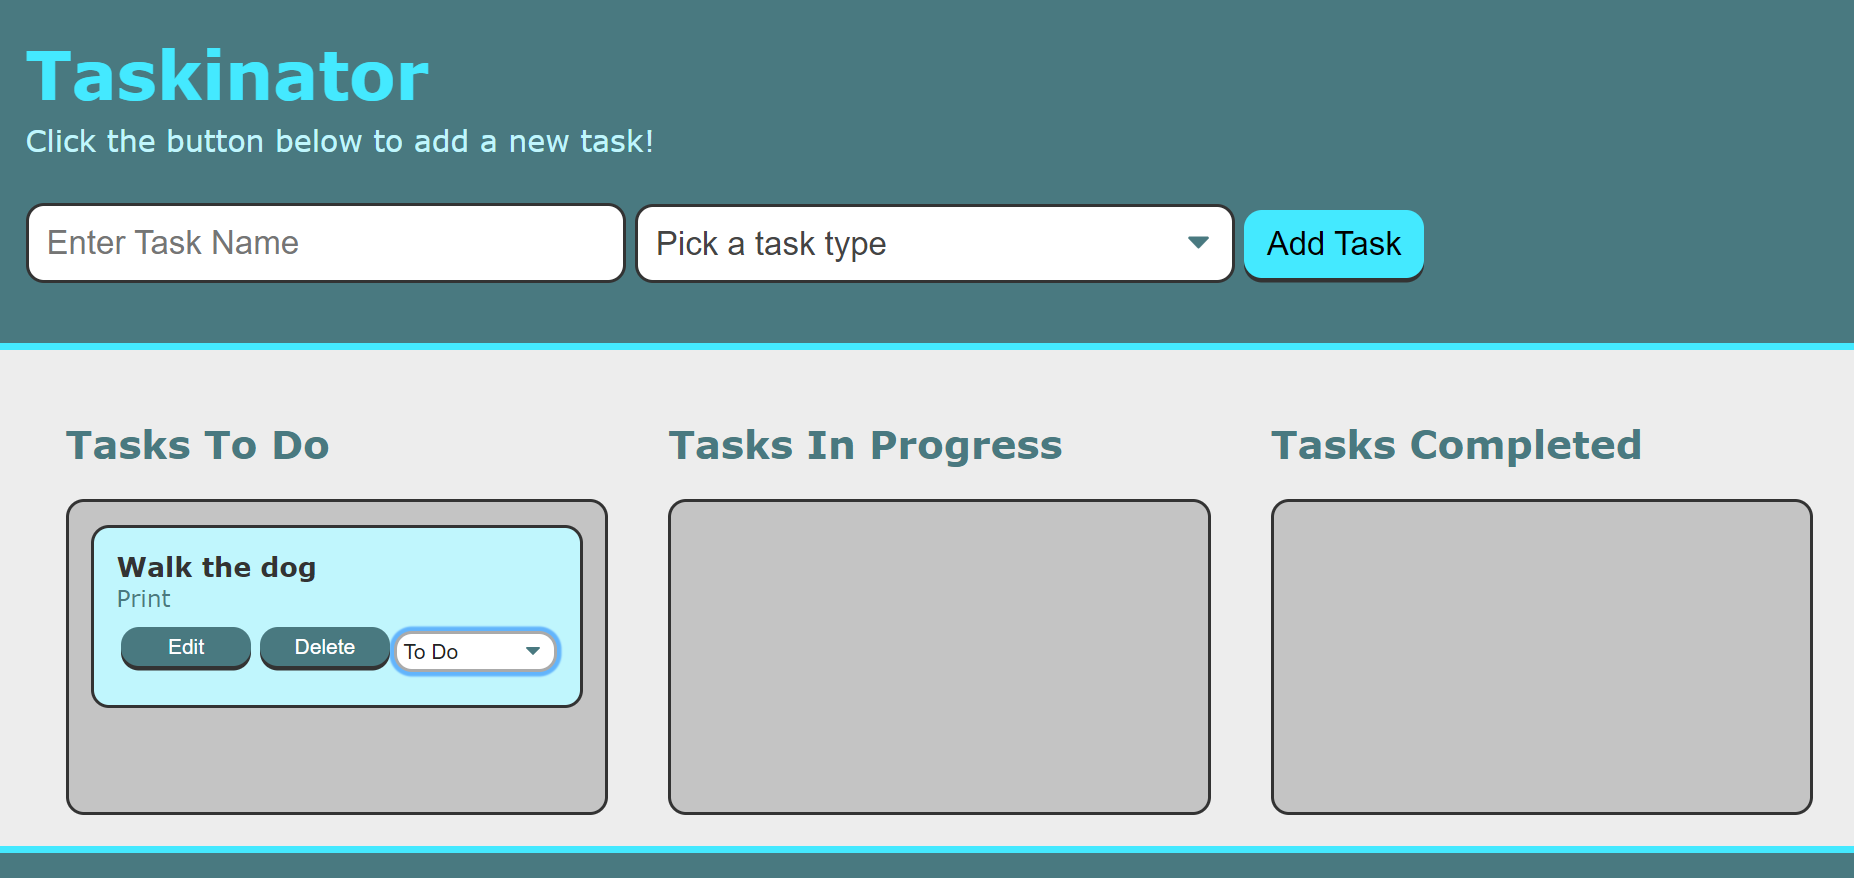 Taskinator
Click the button below to add a new task!
Enter Task Name
Pick a task type
Add Task
Tasks To Do
Tasks In Progress
Tasks Completed
Walk the dog
Print
Edit
Delete
To Do